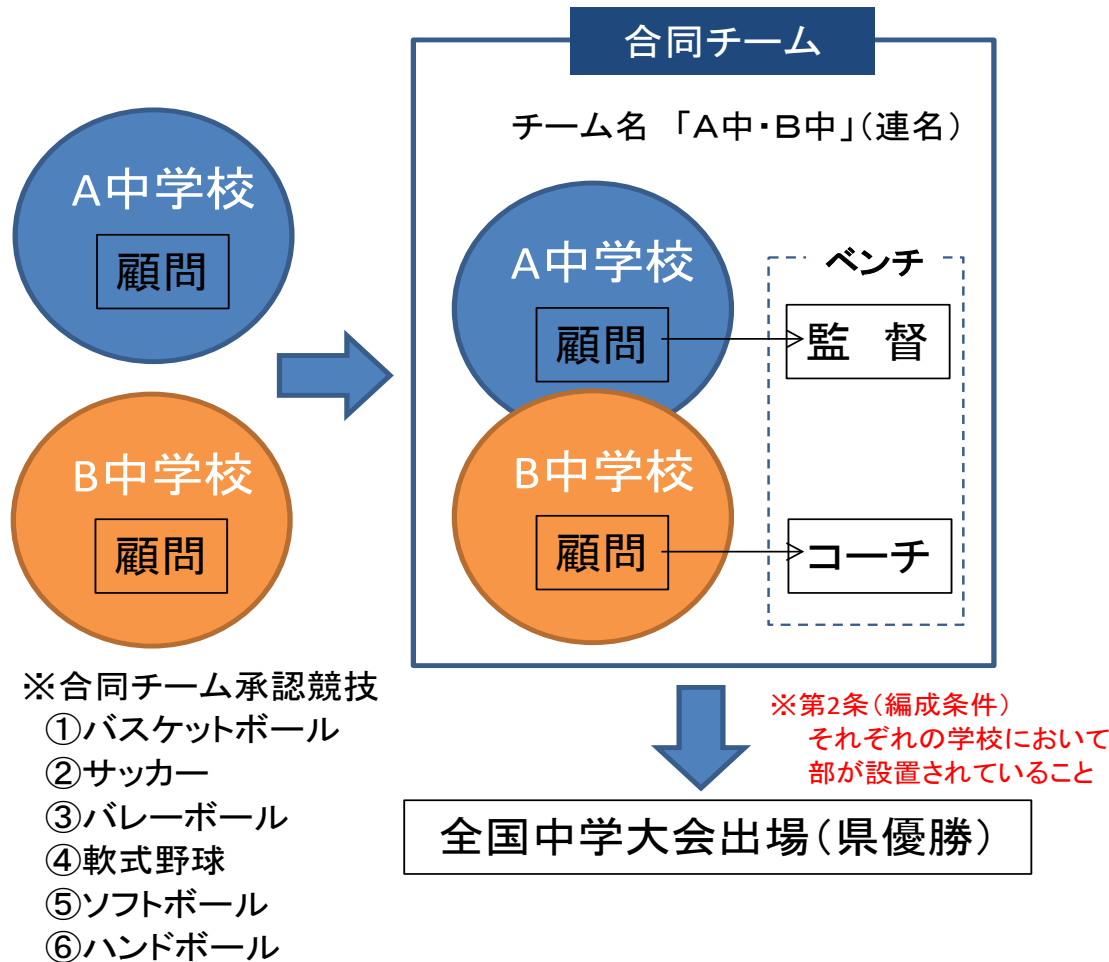 合同チーム
チーム名 「A中・B中」(連名)
A中学校
顧問
B中学校
顧問
A中学校
顧問
B中学校
顧問
ベンチ
監 督
コーチ
※合同チーム承認競技
①バスケットボール
②サッカー
③バレーボール
④軟式野球
⑤ソフトボール
⑥ハンドボール
※第2条(編成条件)
それぞれの学校において
部が設置されていること
全国中学大会出場(県優勝)